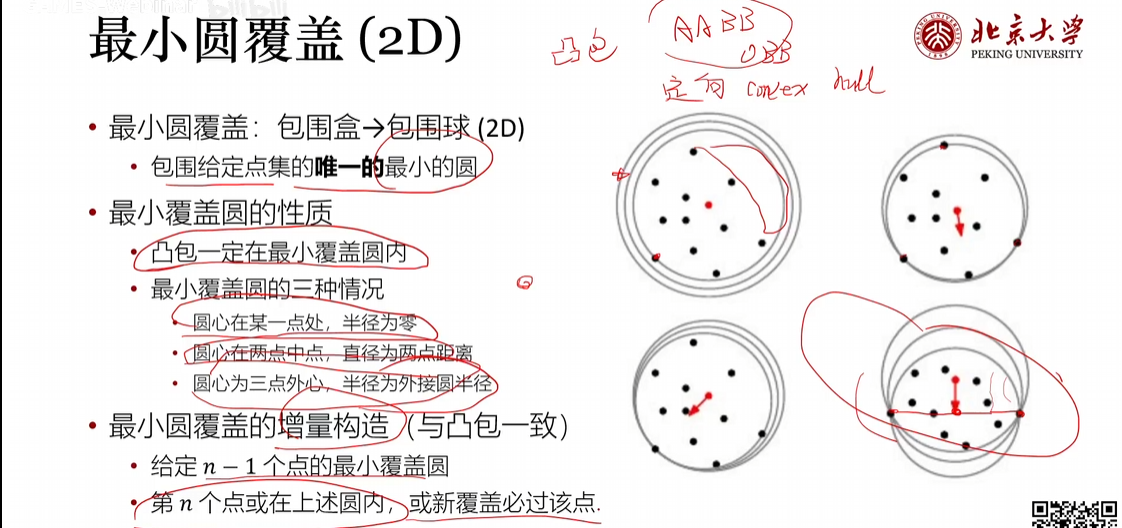 最小圆覆盖 (2D)
凸包
AABB
OBB
定向 convex hull
北京大学
PEKING UNIVERSITY
• 最小圆覆盖：包围盒→包围球 (2D)
• 包围给定点集的唯一的最小的圆
• 最小覆盖圆的性质
• 凸包一定在最小覆盖圆内
• 最小覆盖圆的三种情况
• 圆心在某一点处，半径为零
• 圆心在两点中点，直径为两点距离
• 圆心为三点外心，半径为外接圆半径
• 最小圆覆盖的增量构造（与凸包一致）
• 给定 n − 1 个点的最小覆盖圆
• 第 n 个点或在上述圆内，或新覆盖必过该点.